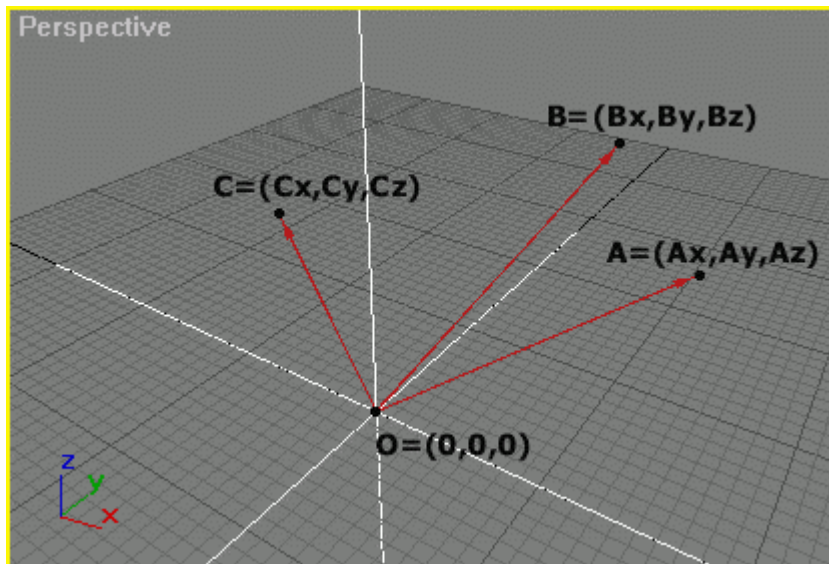 Perspective
B=(Bx,By,Bz)
C=(Cx,Cy,Cz)
A=(Ax,Ay,Az)
O=(0,0,0)
z
y
x